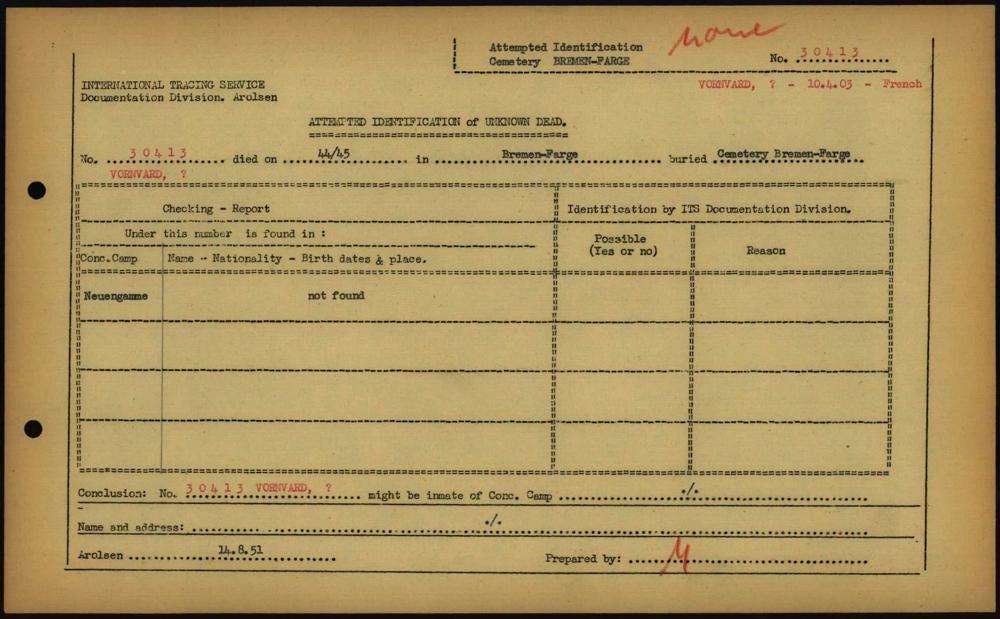 none
Attempted Identification
Cemetery BREMEN-FARGE
No. 30413
INTERNATIONAL TRACING SERVICE
Documentation Division. Arolsen
VORNVARD, ? - 10.4.03 - French
ATTEMPTED IDENTIFICATION of UNKNOWN DEAD.
No. 30413 died on 44/45 in Bremen-Farge buried Cemetery Bremen-Farge
VORNVARD, ?
Checking - Report
Identification by ITS Documentation Division.
Under this number is found in :
Possible
(Yes or no)
Reason
Conc.Camp
Name - Nationality - Birth dates & place.
Neuengamme
not found
Conclusion: No. 30413 VORNVARD, ? might be inmate of Conc. Camp ./.
Name and address: ./.
Arolsen 14.8.51
Prepared by: M